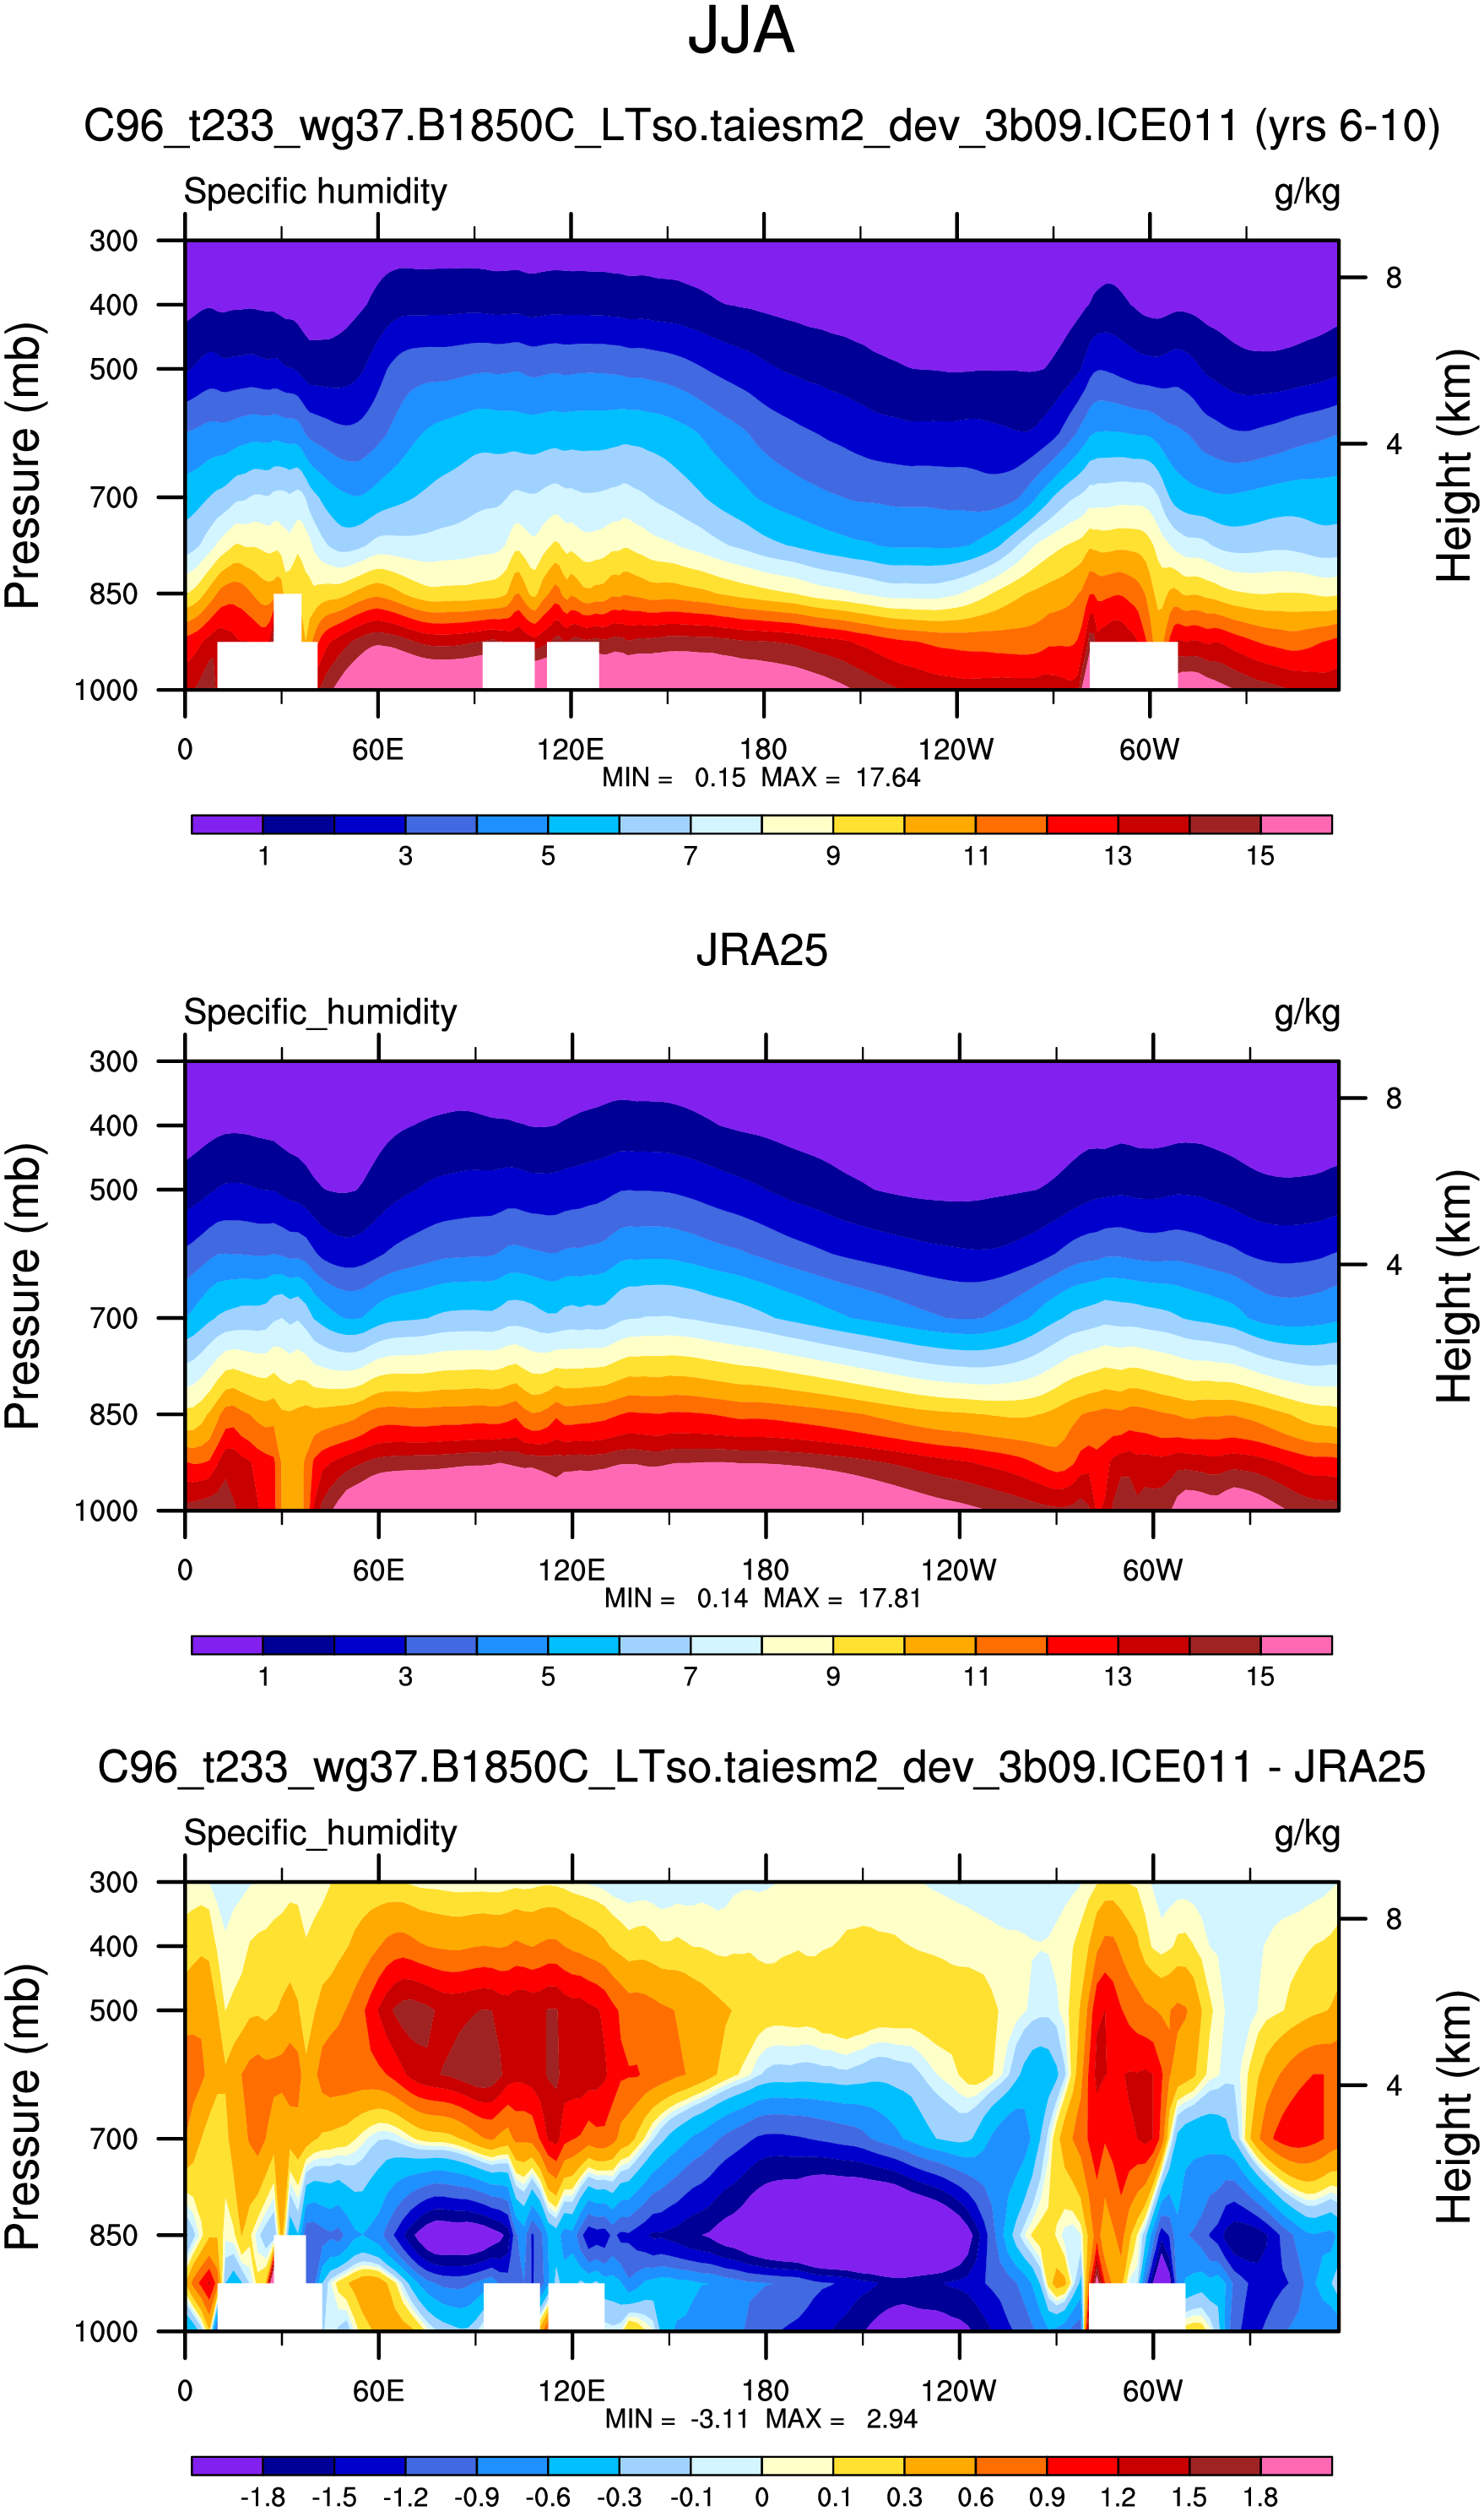 JJA
C96_t233_wg37.B1850C_LTso.taiesm2_dev_3b09.ICE011 (yrs 6-10)
Specific humidity g/kg
Pressure (mb)
300
400
500
700
850
1000
8
4
Height (km)
0 60E 120E 180 120W 60W
MIN = 0.15 MAX = 17.64
1 3 5 7 9 11 13 15
JRA25
Specific_humidity g/kg
Pressure (mb)
300
400
500
700
850
1000
8
4
Height (km)
0 60E 120E 180 120W 60W
MIN = 0.14 MAX = 17.81
1 3 5 7 9 11 13 15
C96_t233_wg37.B1850C_LTso.taiesm2_dev_3b09.ICE011 - JRA25
Specific_humidity g/kg
Pressure (mb)
300
400
500
700
850
1000
8
4
Height (km)
0 60E 120E 180 120W 60W
MIN = -3.11 MAX = 2.94
-1.8 -1.5 -1.2 -0.9 -0.6 -0.3 -0.1 0 0.1 0.3 0.6 0.9 1.2 1.5 1.8